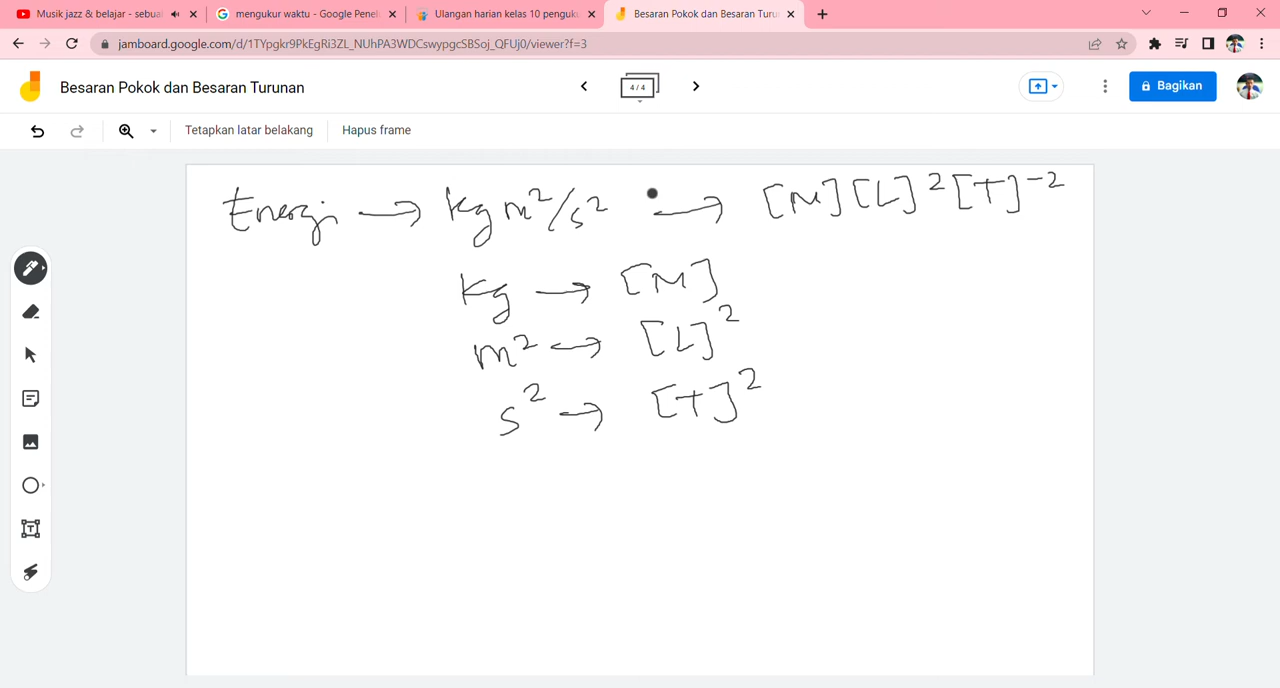 Musik jazz & belajar - sebua
mengukur waktu - Google Penel
Ulangan harian kelas 10 penguku
Besaran Pokok dan Besaran Turun
jamboard.google.com/d/1TYpgkr9PkEgRi3ZL_NUhPA3WDCswypgcSBSoj_QFUj0/viewer?f=3
Besaran Pokok dan Besaran Turunan
4 / 4
Bagikan
Tetapkan latar belakang
Hapus frame
Energi → kg m²/s² → [M][L]²[T]⁻²
kg → [M]
m² → [L]²
s² → [T]²